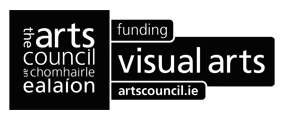 the arts
council
an chomhairle
ealaíon
funding
visual arts
artscouncil.ie